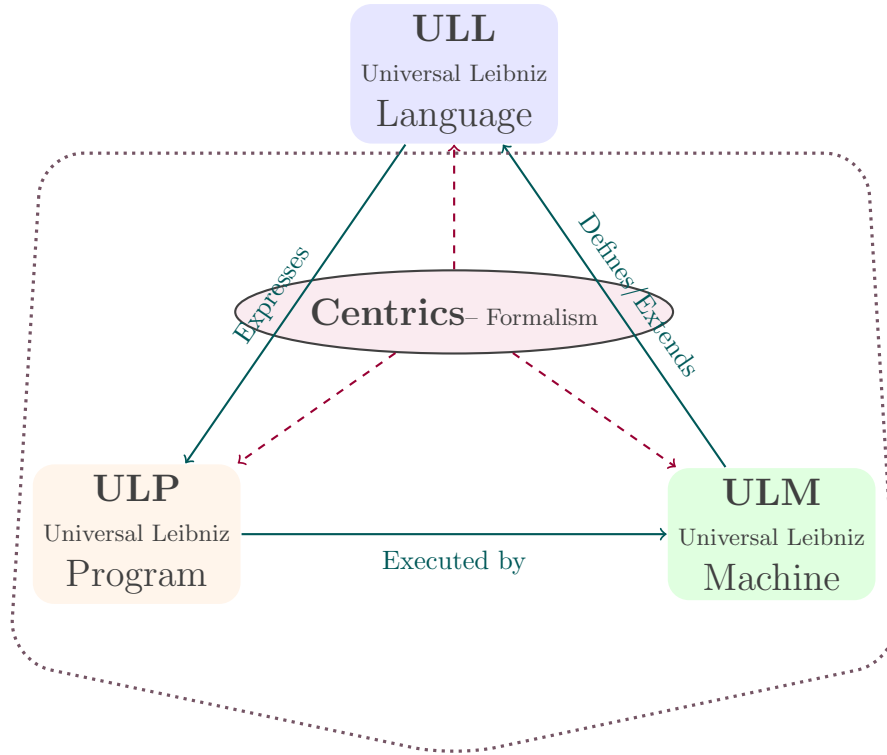 ULL
Universal Leibniz
Language
Expresses
Defines/Extends
Centrics– Formalism
ULP
Universal Leibniz
Program
Executed by
ULM
Universal Leibniz
Machine